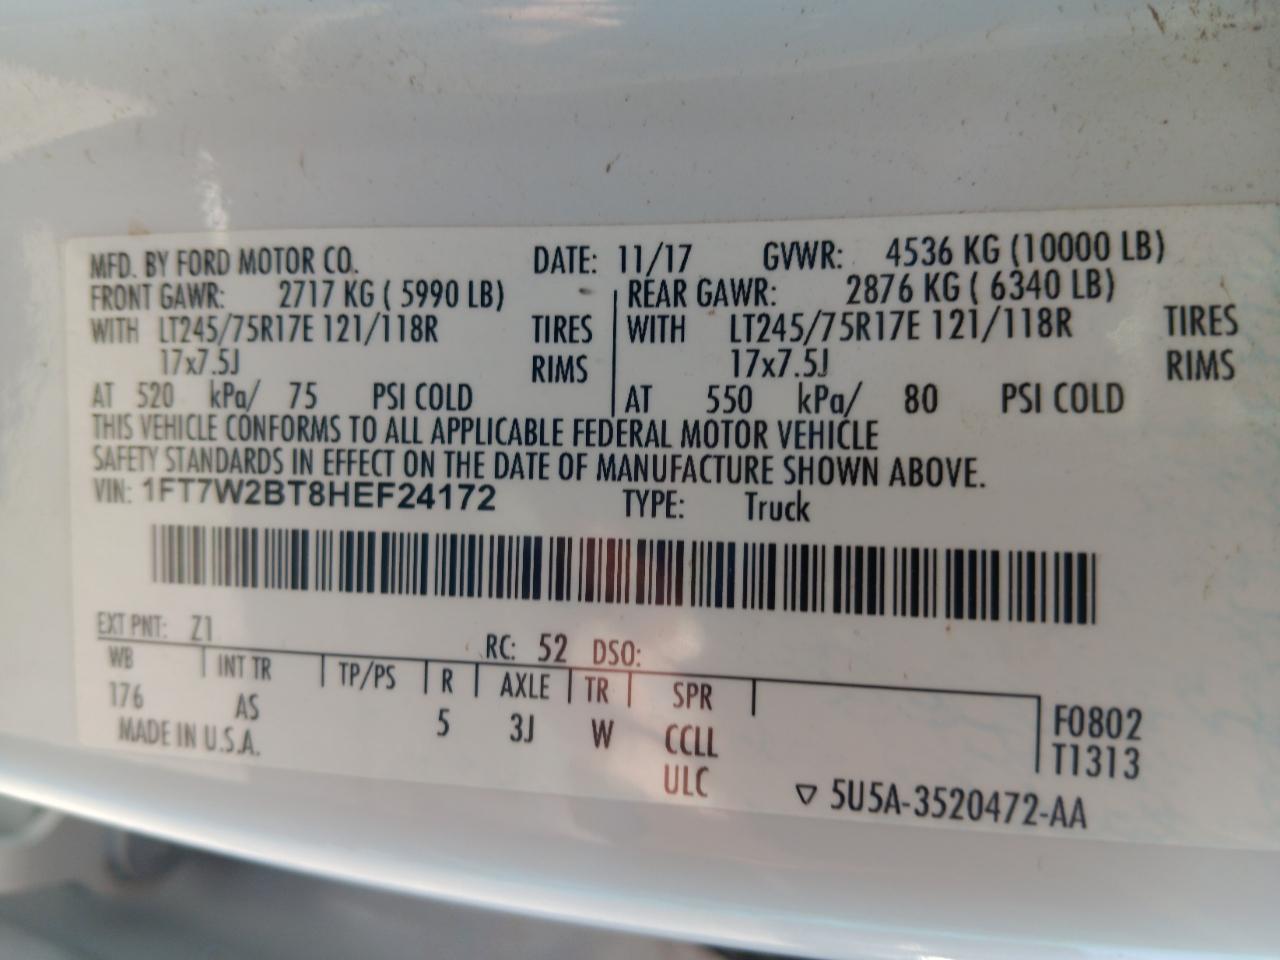 MFD. BY FORD MOTOR CO. DATE: 11/17 GVWR: 4536 KG (10000 LB)
FRONT GAWR: 2717 KG ( 5990 LB) REAR GAWR: 2876 KG ( 6340 LB)
WITH LT245/75R17E 121/118R TIRES WITH LT245/75R17E 121/118R TIRES
17x7.5J RIMS 17x7.5J RIMS
AT 520 kPa/ 75 PSI COLD AT 550 kPa/ 80 PSI COLD
THIS VEHICLE CONFORMS TO ALL APPLICABLE FEDERAL MOTOR VEHICLE
SAFETY STANDARDS IN EFFECT ON THE DATE OF MANUFACTURE SHOWN ABOVE.
VIN: 1FT7W2BT8HEF24172 TYPE: Truck
EXT PNT: Z1 RC: 52 DSO:
WB INT TR TP/PS R AXLE TR SPR
176 AS 5 3J W CCLL F0802
MADE IN U.S.A. ULC T1313
▽ 5U5A-3520472-AA